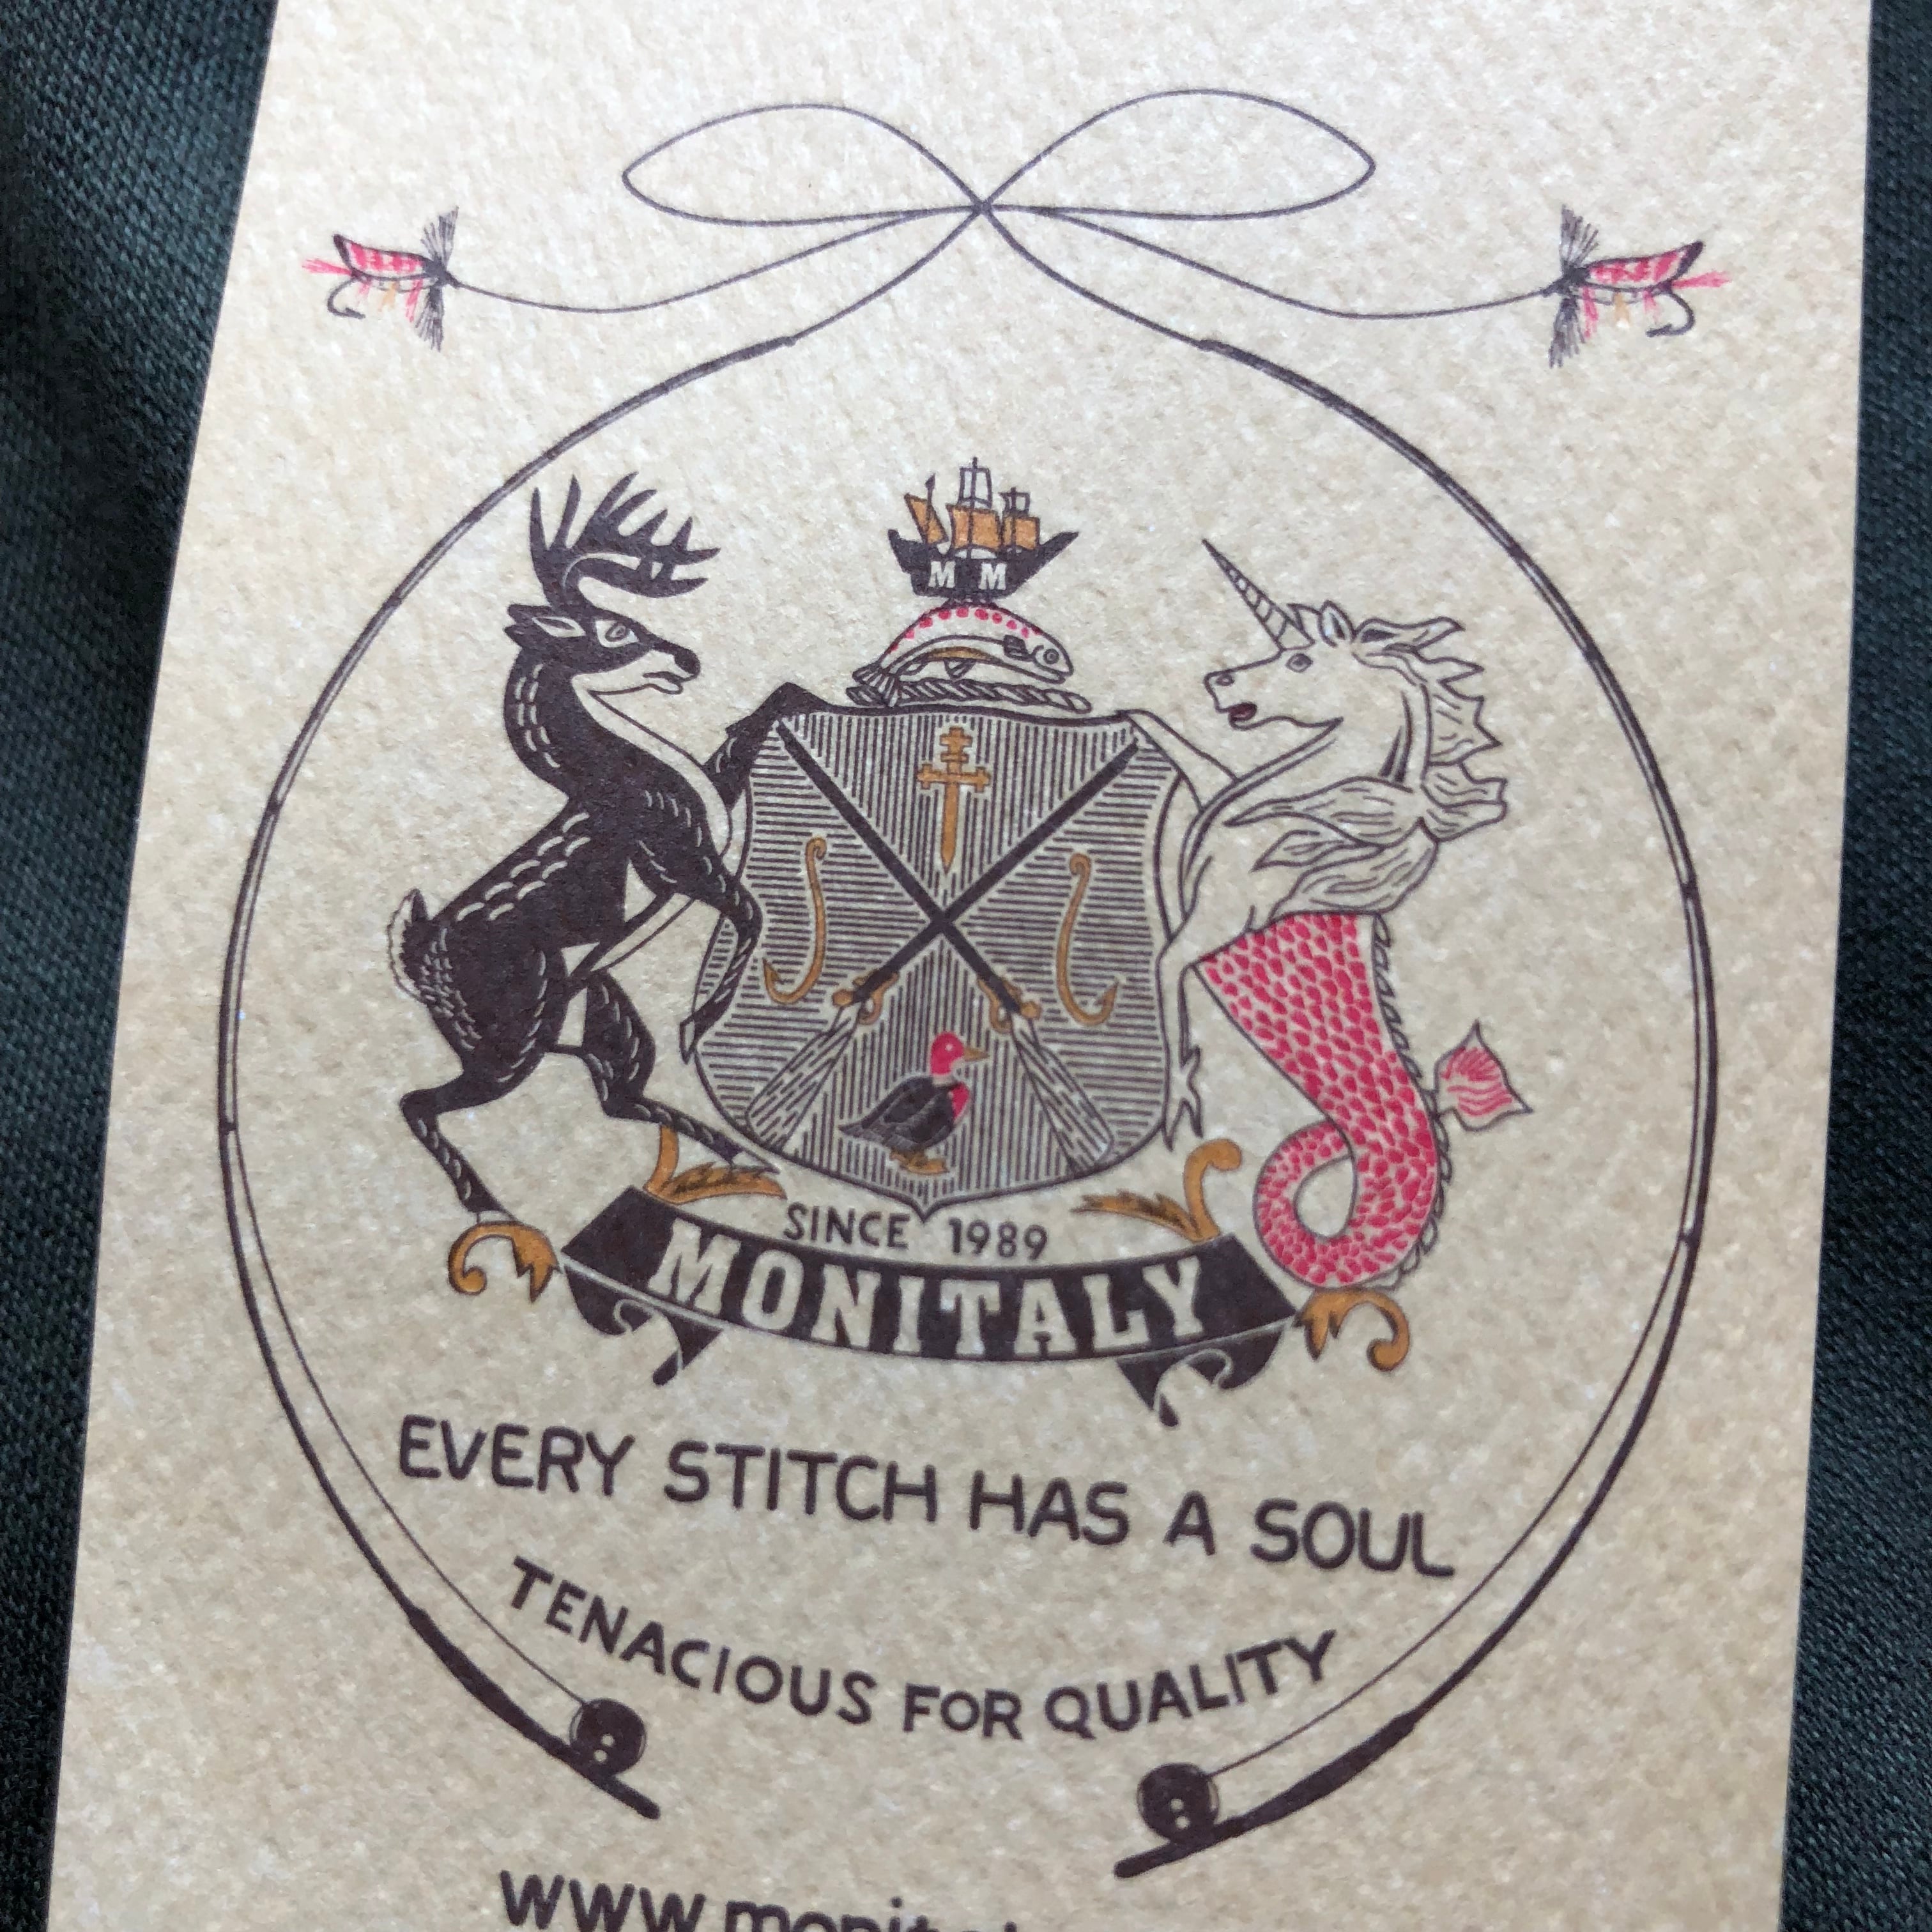 M M
SINCE 1989
MONITALY
EVERY STITCH HAS A SOUL
TENACIOUS FOR QUALITY